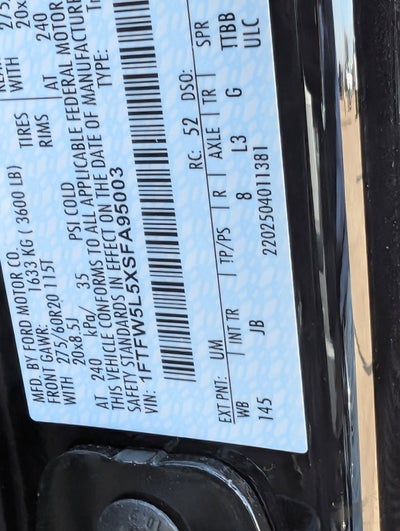 MFD. BY FORD MOTOR CO.
FRONT GAWR: 1633 KG ( 3600 LB)
WITH 275/60R20 115T TIRES WITH
20x8.5J RIMS 20x
AT 240 kPa/ 35 PSI COLD AT 240
THIS VEHICLE CONFORMS TO ALL APPLICABLE FEDERAL MOTOR
SAFETY STANDARDS IN EFFECT ON THE DATE OF MANUFACTURE
VIN: 1FTFW5L5XSFA95003 TYPE:
EXT PNT: UM RC: 52 DSO:
WB INT TR TP/PS R AXLE TR SPR
145 JB 8 L3 G TTBB
2202504011381 ULC